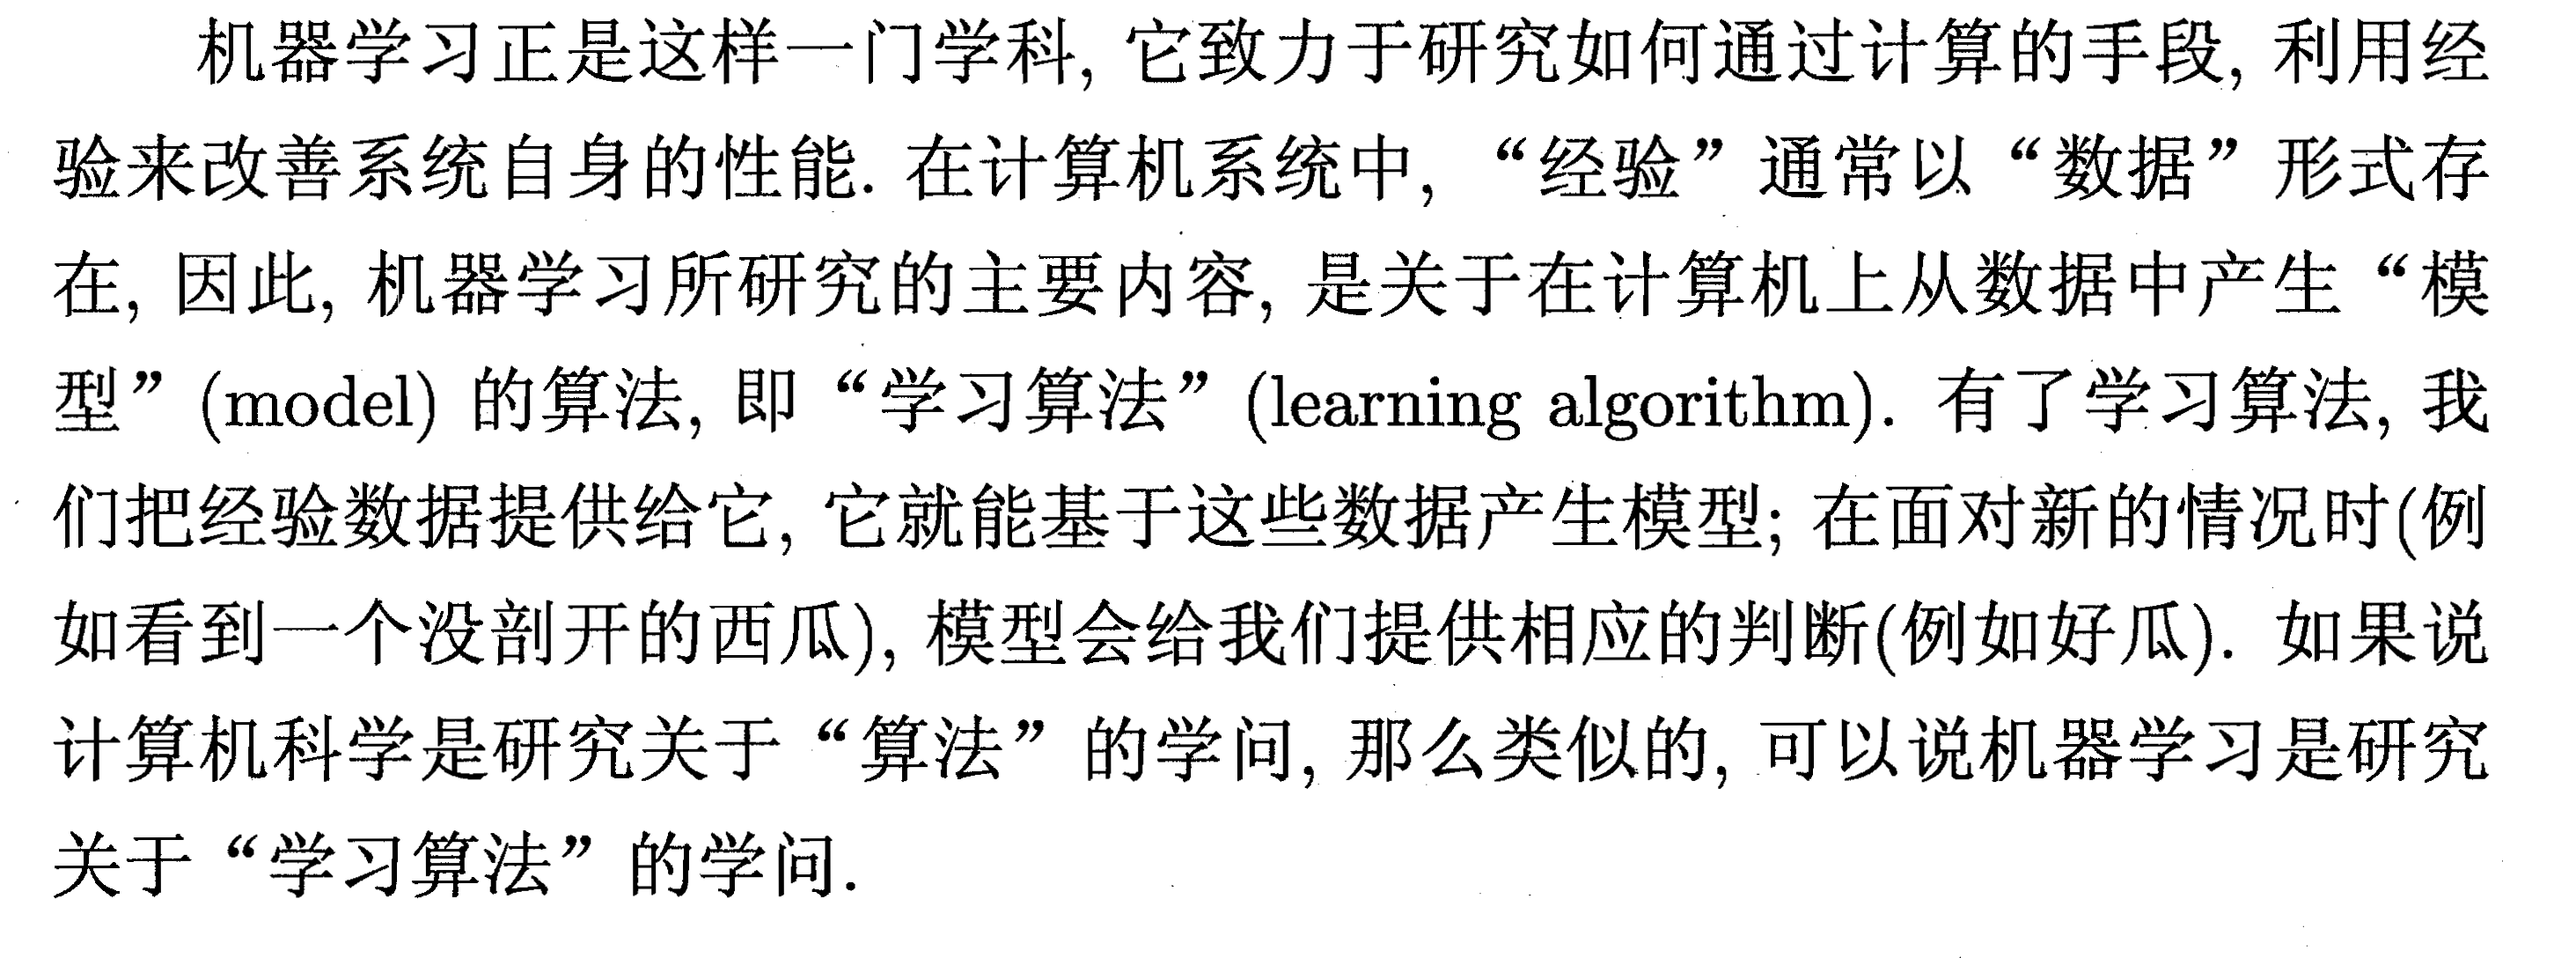 机器学习正是这样一门学科, 它致力于研究如何通过计算的手段, 利用经
验来改善系统自身的性能. 在计算机系统中, “经验” 通常以 “数据” 形式存
在, 因此, 机器学习所研究的主要内容, 是关于在计算机上从数据中产生 “模
型” (model) 的算法, 即 “学习算法” (learning algorithm). 有了学习算法, 我
们把经验数据提供给它, 它就能基于这些数据产生模型; 在面对新的情况时(例
如看到一个没剖开的西瓜), 模型会给我们提供相应的判断(例如好瓜). 如果说
计算机科学是研究关于 “算法” 的学问, 那么类似的, 可以说机器学习是研究
关于 “学习算法” 的学问.